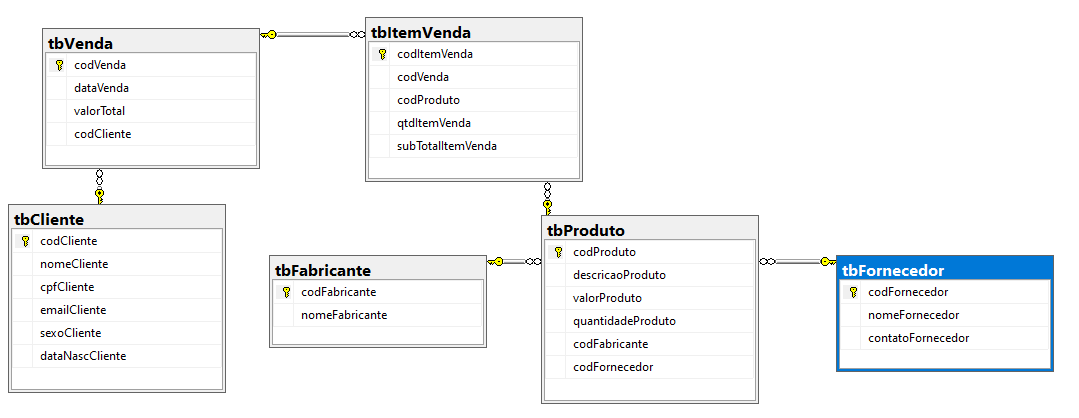 tbVenda
codVenda
dataVenda
valorTotal
codCliente
tbItemVenda
codItemVenda
codVenda
codProduto
qtdItemVenda
subTotalItemVenda
tbCliente
codCliente
nomeCliente
cpfCliente
emailCliente
sexoCliente
dataNascCliente
tbFabricante
codFabricante
nomeFabricante
tbProduto
codProduto
descricaoProduto
valorProduto
quantidadeProduto
codFabricante
codFornecedor
tbFornecedor
codFornecedor
nomeFornecedor
contatoFornecedor